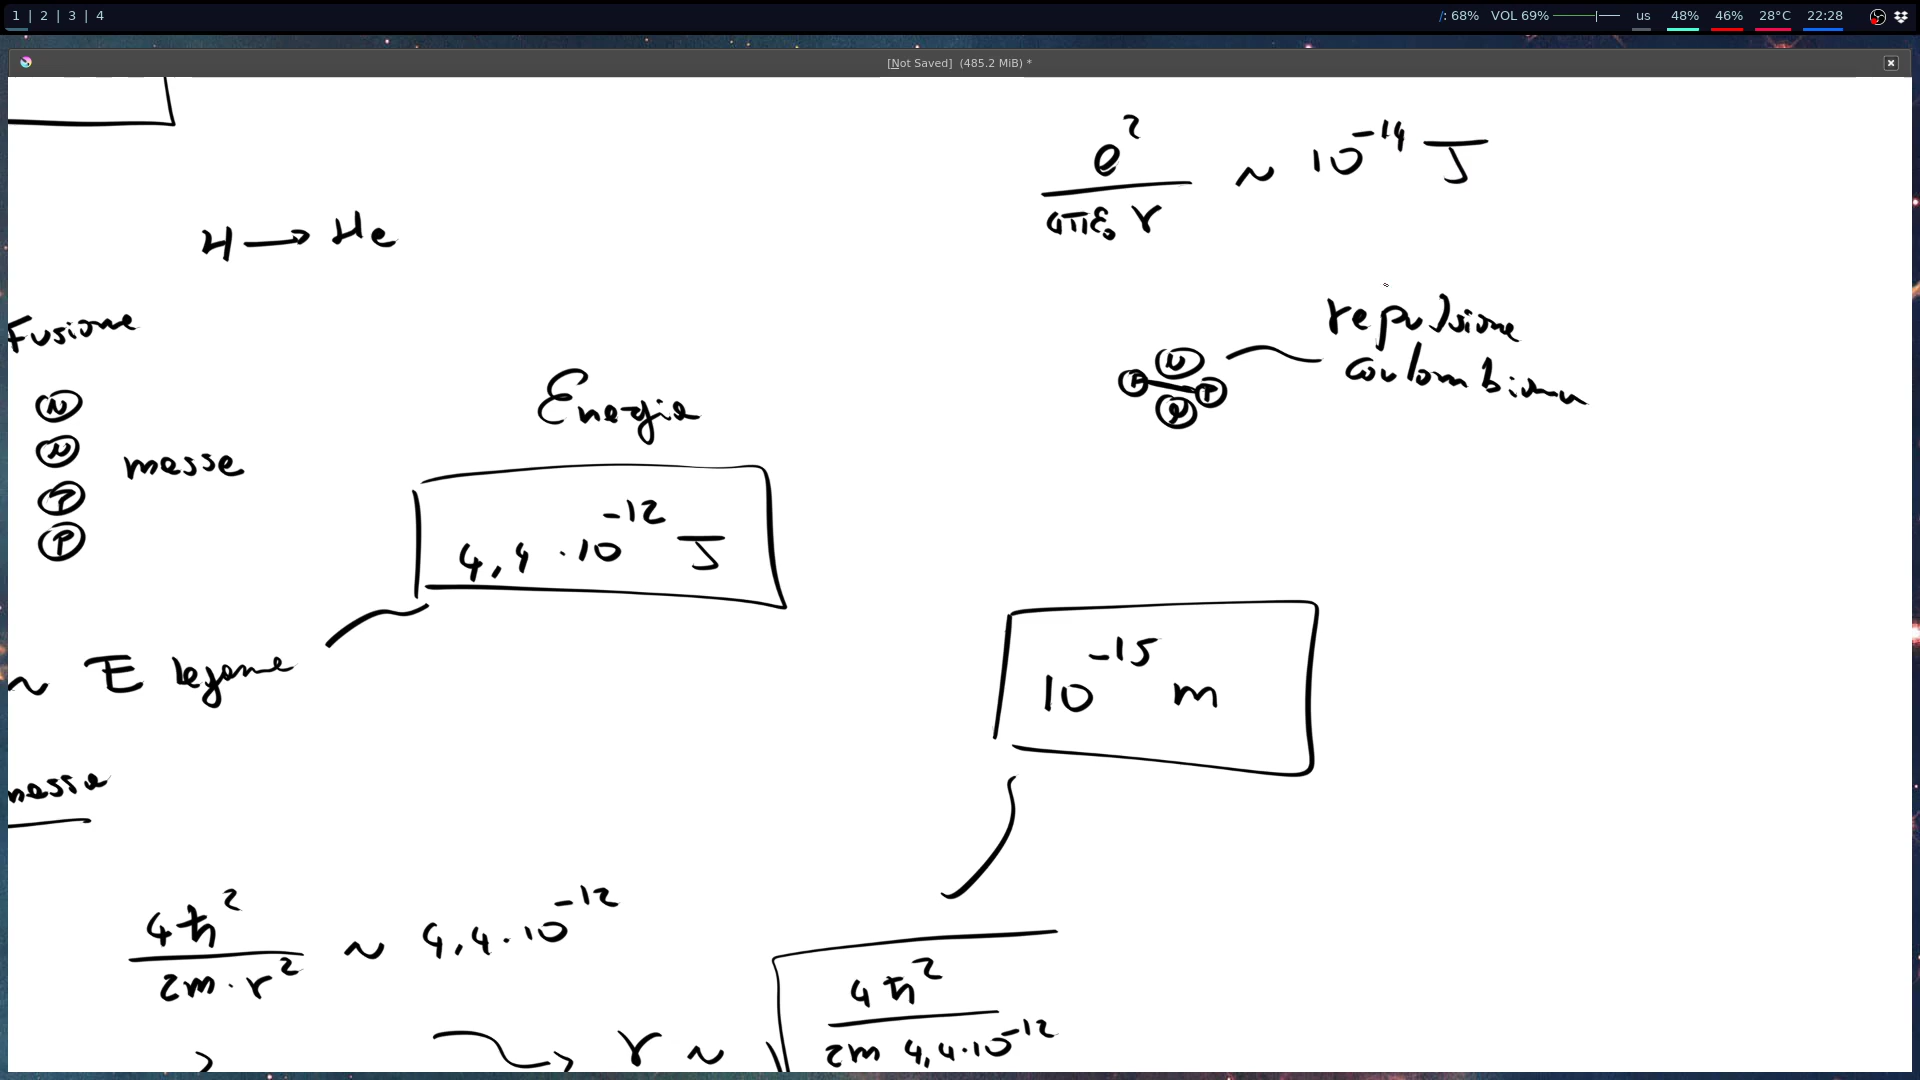 1 | 2 | 3 | 4
/: 68% VOL 69% us 48% 46% 28°C 22:28
[Not Saved] (485.2 MiB) *
e² / 4πε₀ r ~ 10⁻¹⁴ J
H → He
Fusione
repulsione
coulombiana
N
P P
N
N
N
P
P
masse
Energia
4,4 · 10⁻¹² J
~ E legame
10⁻¹⁵ m
massa
4ħ² / 2m · r² ~ 4,4 · 10⁻¹²
r ~ √ 4ħ² / 2m 4,4 · 10⁻¹²